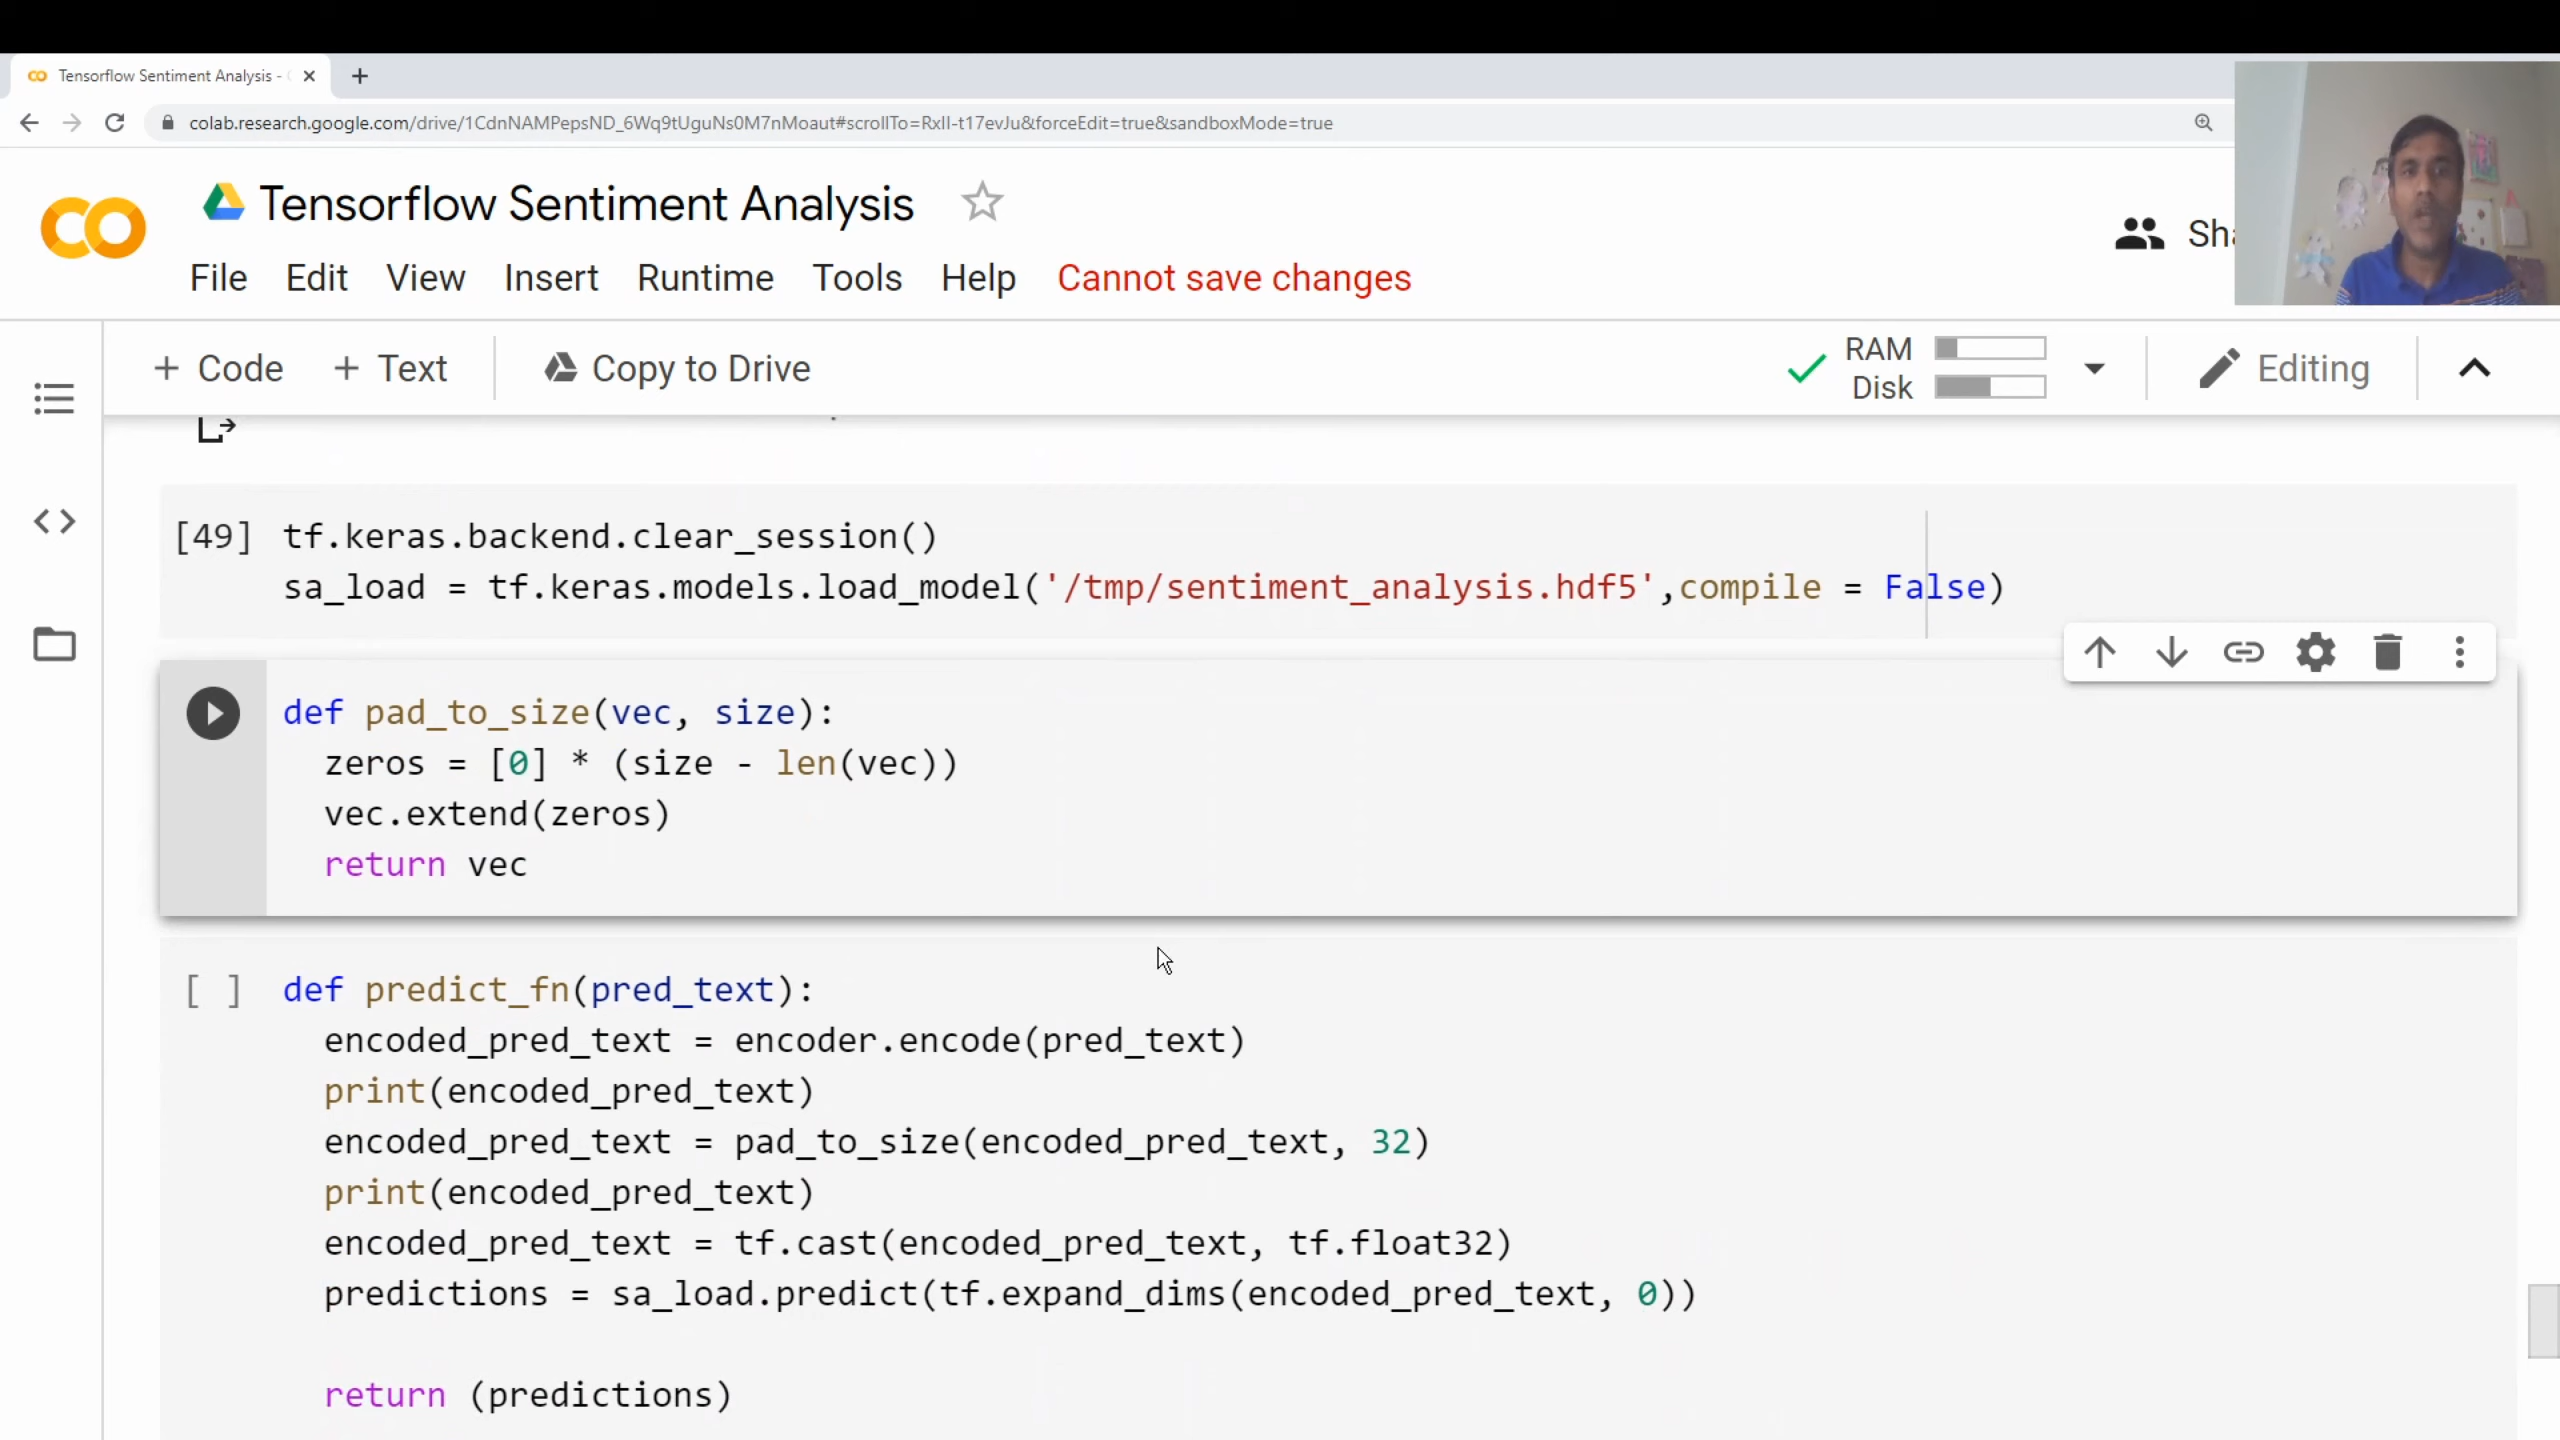 Tensorflow Sentiment Analysis -
colab.research.google.com/drive/1CdnNAMPepsND_6Wq9tUguNs0M7nMoaut#scrollTo=RxlI-t17evJu&forceEdit=true&sandboxMode=true
Tensorflow Sentiment Analysis
File Edit View Insert Runtime Tools Help Cannot save changes
+ Code + Text Copy to Drive
RAM
Disk
Editing
[49] tf.keras.backend.clear_session()
sa_load = tf.keras.models.load_model('/tmp/sentiment_analysis.hdf5',compile = False)
def pad_to_size(vec, size):
zeros = [0] * (size - len(vec))
vec.extend(zeros)
return vec
[ ] def predict_fn(pred_text):
encoded_pred_text = encoder.encode(pred_text)
print(encoded_pred_text)
encoded_pred_text = pad_to_size(encoded_pred_text, 32)
print(encoded_pred_text)
encoded_pred_text = tf.cast(encoded_pred_text, tf.float32)
predictions = sa_load.predict(tf.expand_dims(encoded_pred_text, 0))
return (predictions)